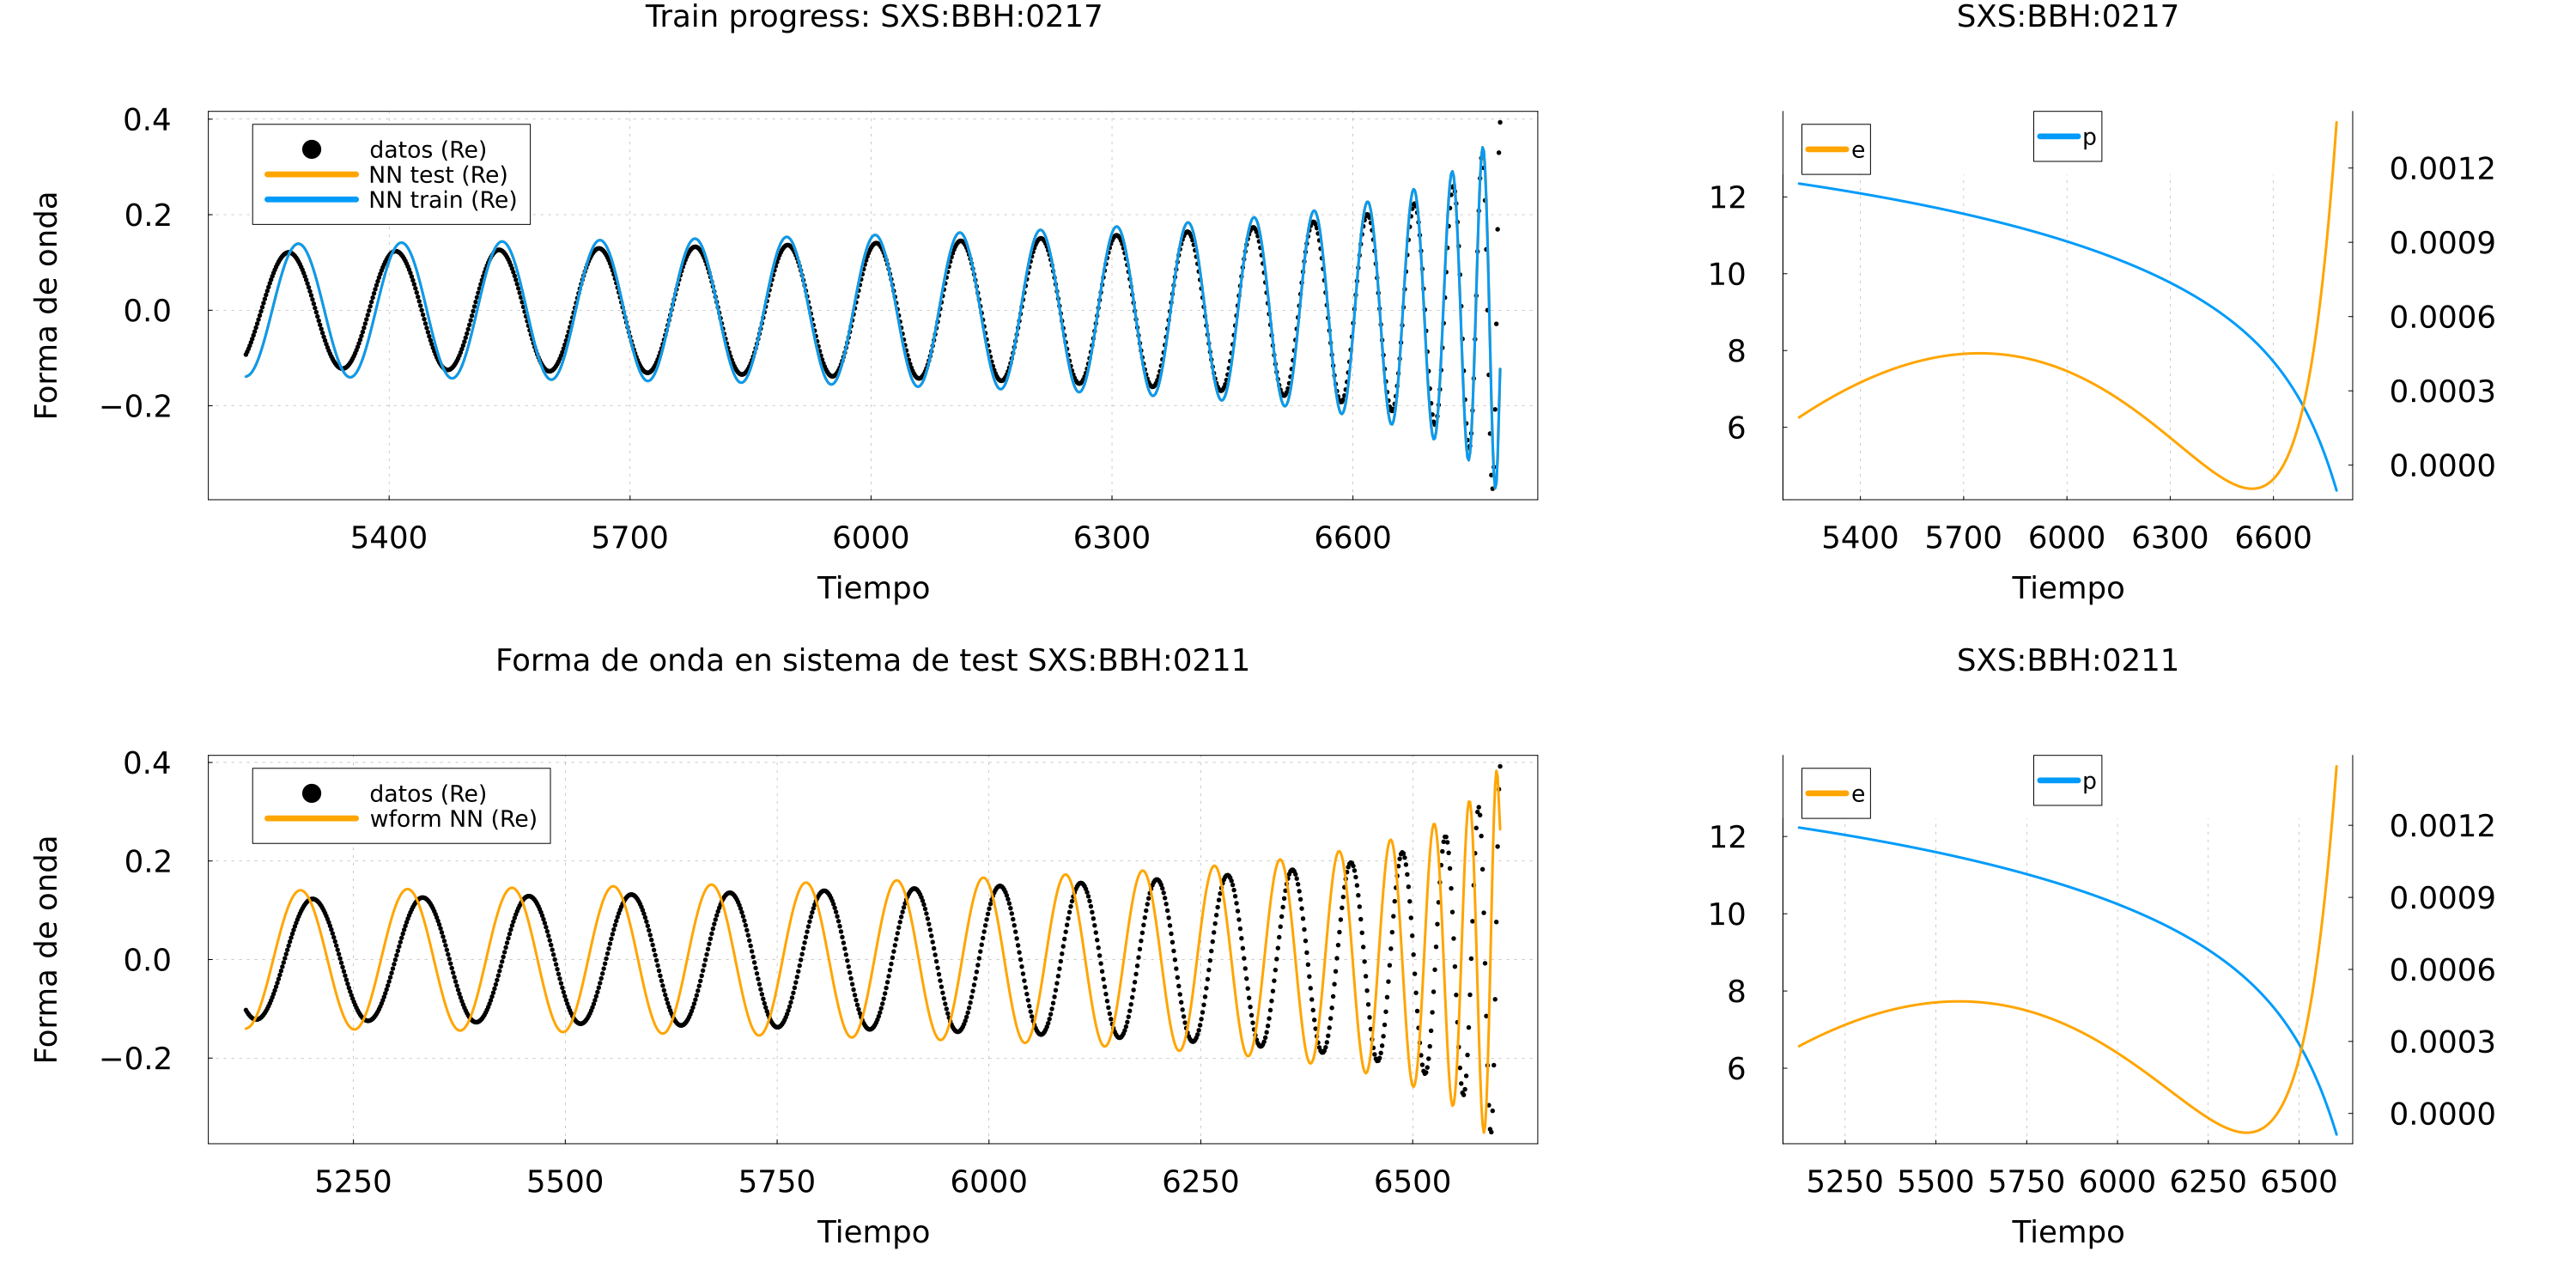 Train progress: SXS:BBH:0217
Forma de onda
0.4
0.2
0.0
−0.2
datos (Re)
NN test (Re)
NN train (Re)
5400 5700 6000 6300 6600
Tiempo
SXS:BBH:0217
e
p
12
10
8
6
0.0012
0.0009
0.0006
0.0003
0.0000
5400 5700 6000 6300 6600
Tiempo
Forma de onda en sistema de test SXS:BBH:0211
Forma de onda
0.4
0.2
0.0
−0.2
datos (Re)
wform NN (Re)
5250 5500 5750 6000 6250 6500
Tiempo
SXS:BBH:0211
e
p
12
10
8
6
0.0012
0.0009
0.0006
0.0003
0.0000
5250 5500 5750 6000 6250 6500
Tiempo